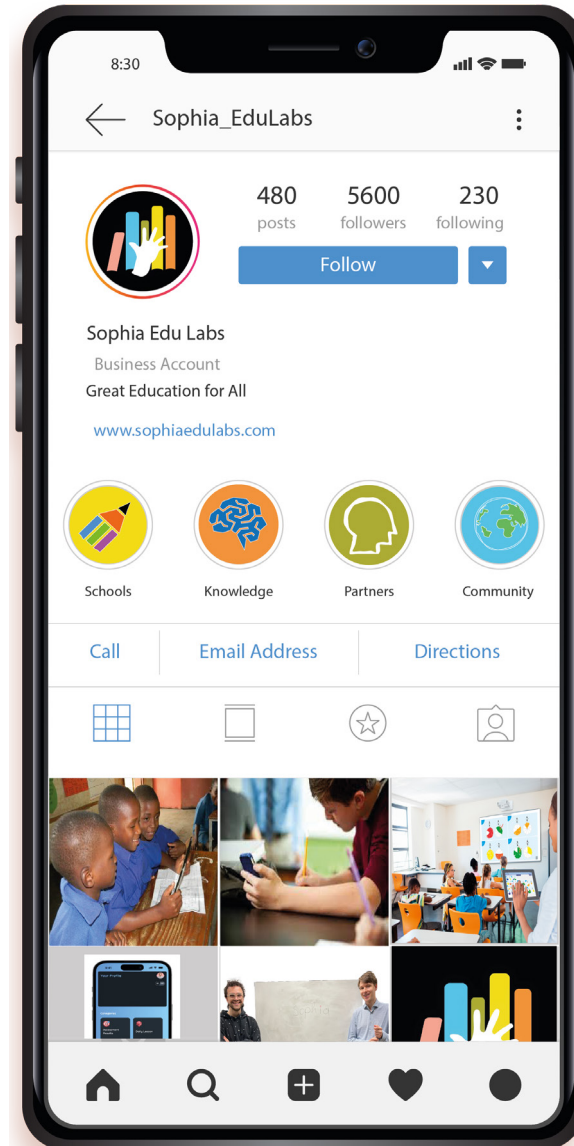 8:30
Sophia_EduLabs
480 5600 230
posts followers following
Follow
Sophia Edu Labs
Business Account
Great Education for All
www.sophiaedulabs.com
Schools Knowledge Partners Community
Call Email Address Directions